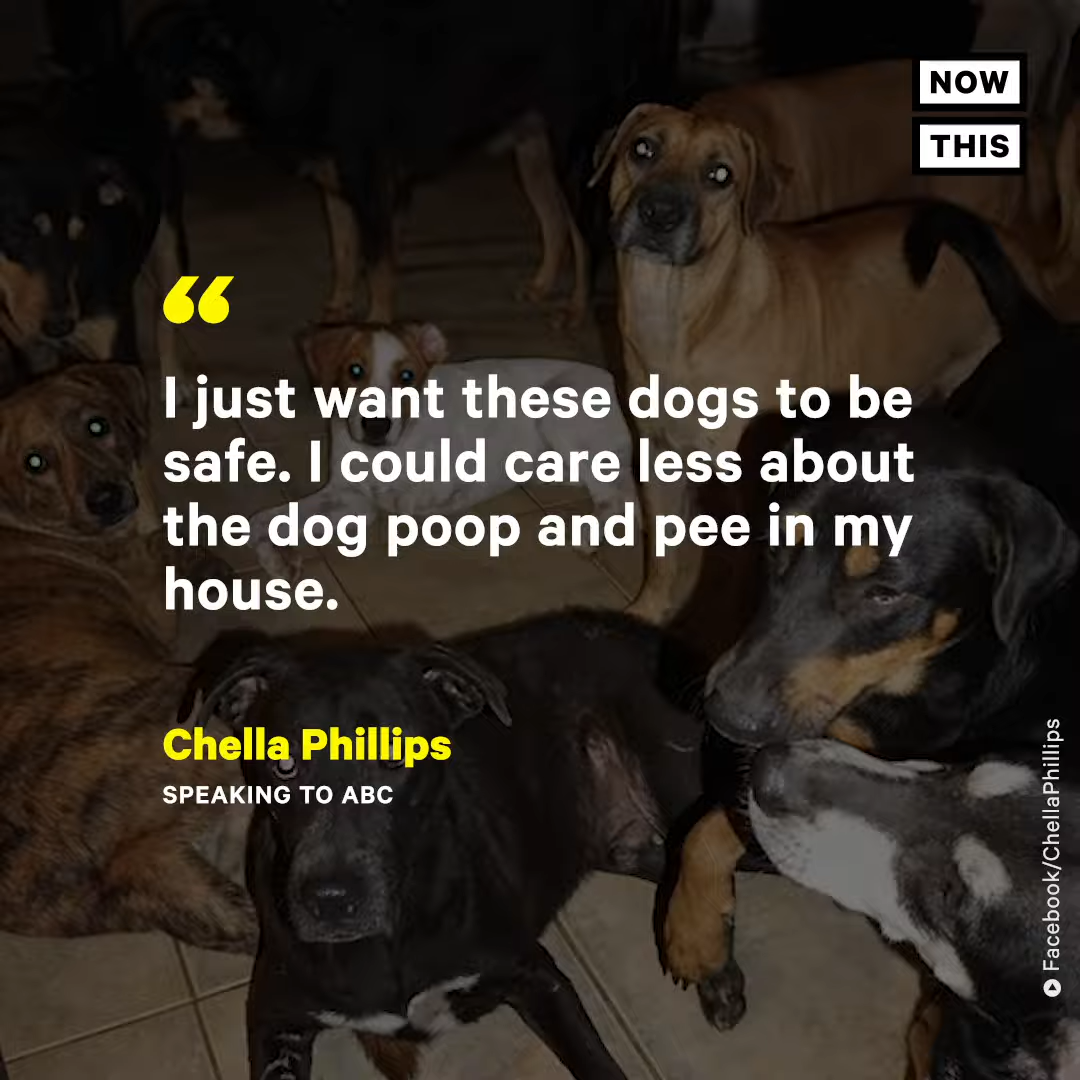 NOW
THIS
“
I just want these dogs to be
safe. I could care less about
the dog poop and pee in my
house.
Chella Phillips
SPEAKING TO ABC
Facebook/ChellaPhillips